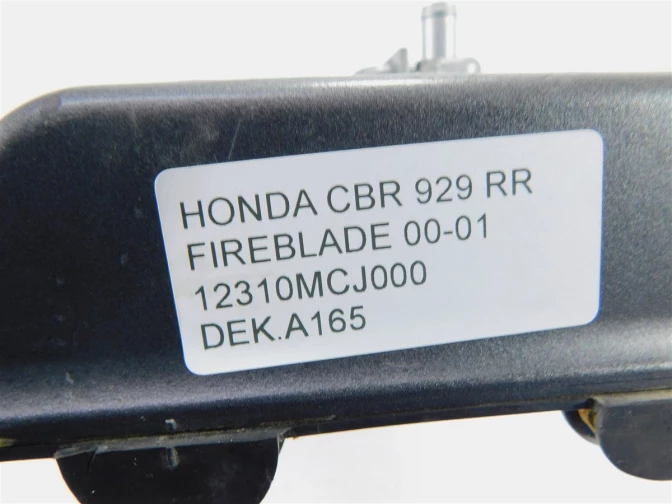 HONDA CBR 929 RR
FIREBLADE 00-01
12310MCJ000
DEK.A165